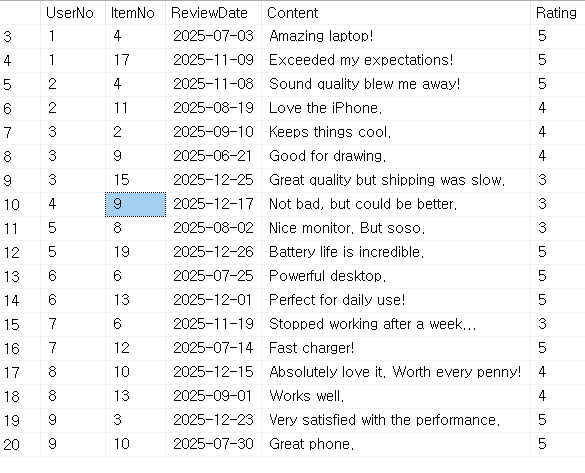 UserNo ItemNo ReviewDate Content Rating
3 1 4 2025-07-03 Amazing laptop! 5
4 1 17 2025-11-09 Exceeded my expectations! 5
5 2 4 2025-11-08 Sound quality blew me away! 5
6 2 11 2025-08-19 Love the iPhone. 4
7 3 2 2025-09-10 Keeps things cool. 4
8 3 9 2025-06-21 Good for drawing. 4
9 3 15 2025-12-25 Great quality but shipping was slow. 3
10 4 9 2025-12-17 Not bad, but could be better. 3
11 5 8 2025-08-02 Nice monitor. But soso. 3
12 5 19 2025-12-26 Battery life is incredible. 5
13 6 6 2025-07-25 Powerful desktop. 5
14 6 13 2025-12-01 Perfect for daily use! 5
15 7 6 2025-11-19 Stopped working after a week... 3
16 7 12 2025-07-14 Fast charger! 5
17 8 10 2025-12-15 Absolutely love it. Worth every penny! 4
18 8 13 2025-09-01 Works well. 4
19 9 3 2025-12-23 Very satisfied with the performance. 5
20 9 10 2025-07-30 Great phone. 5